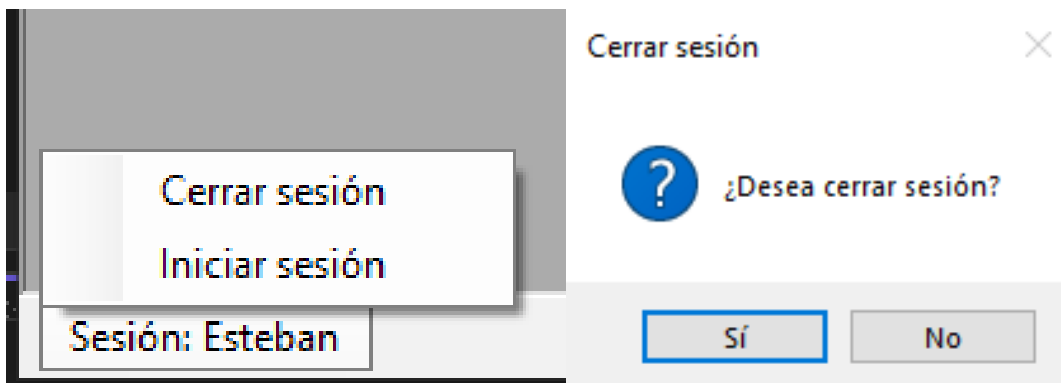 Cerrar sesión
Iniciar sesión
Sesión: Esteban
Cerrar sesión
¿Desea cerrar sesión?
Sí
No